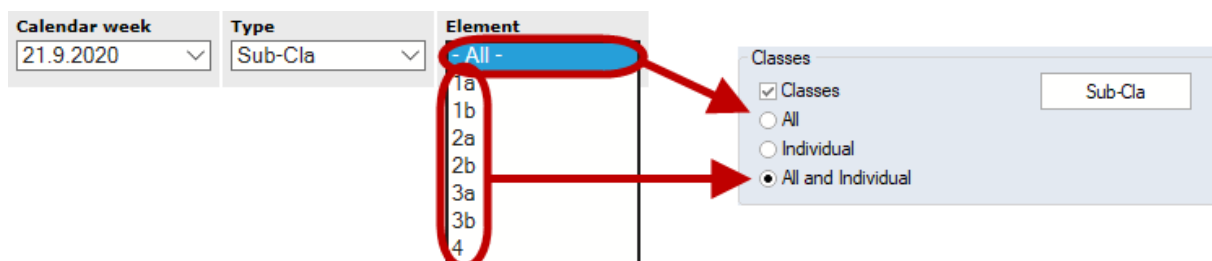 Calendar week Type Element
21.9.2020 Sub-Cla - All -
1a
1b
2a
2b
3a
3b
4
Classes
Classes Sub-Cla
All
Individual
All and Individual